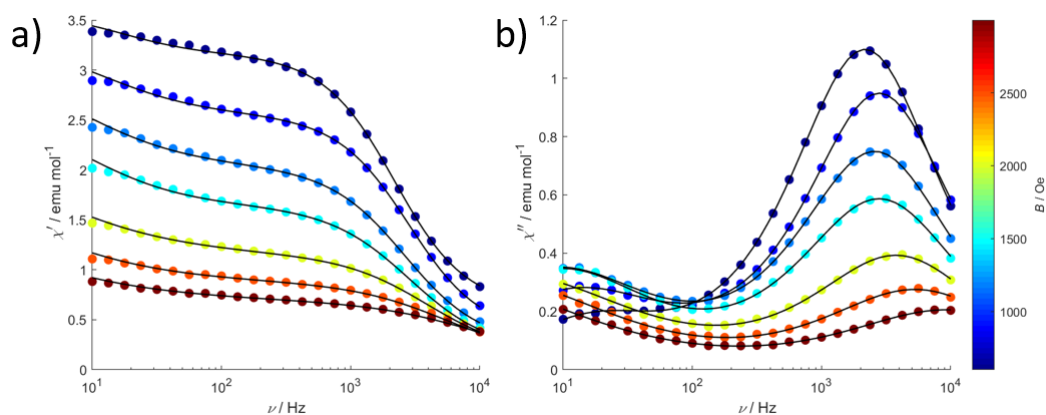 a)
3.5
3
2.5
2
1.5
1
0.5
0
10¹ 10² 10³ 10⁴
χ′ / emu mol⁻¹
ν / Hz
b)
1.2
1
0.8
0.6
0.4
0.2
0
10¹ 10² 10³ 10⁴
χ″ / emu mol⁻¹
ν / Hz
2500
2000
1500
1000
B / Oe